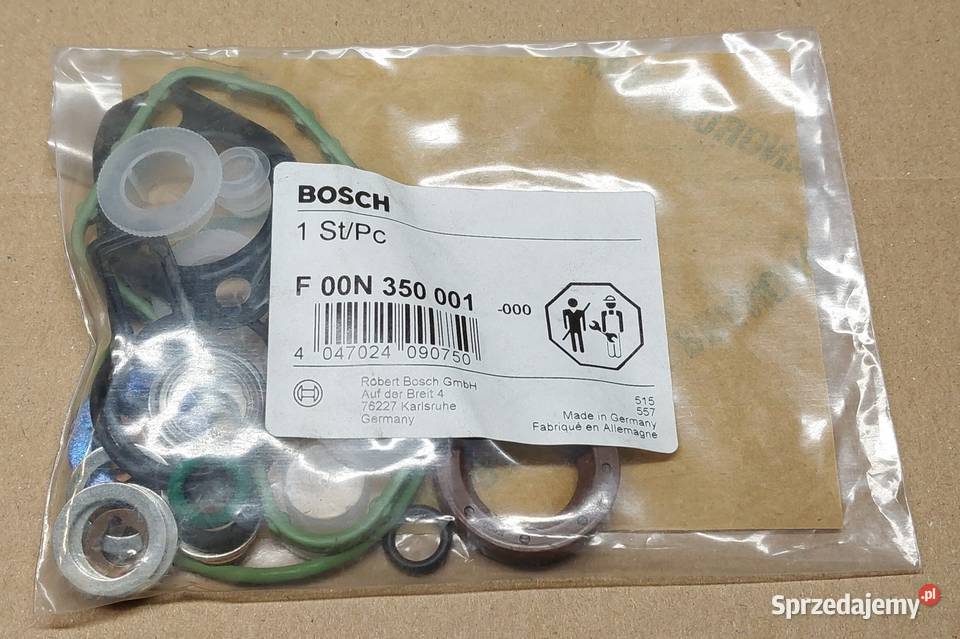 BOSCH
1 St/Pc
F 00N 350 001
-000
4 047024 090750
Robert Bosch GmbH
Auf der Breit 4
76227 Karlsruhe
Germany
515
557
Made in Germany
Fabriqué en Allemagne
Sprzedajemy.pl